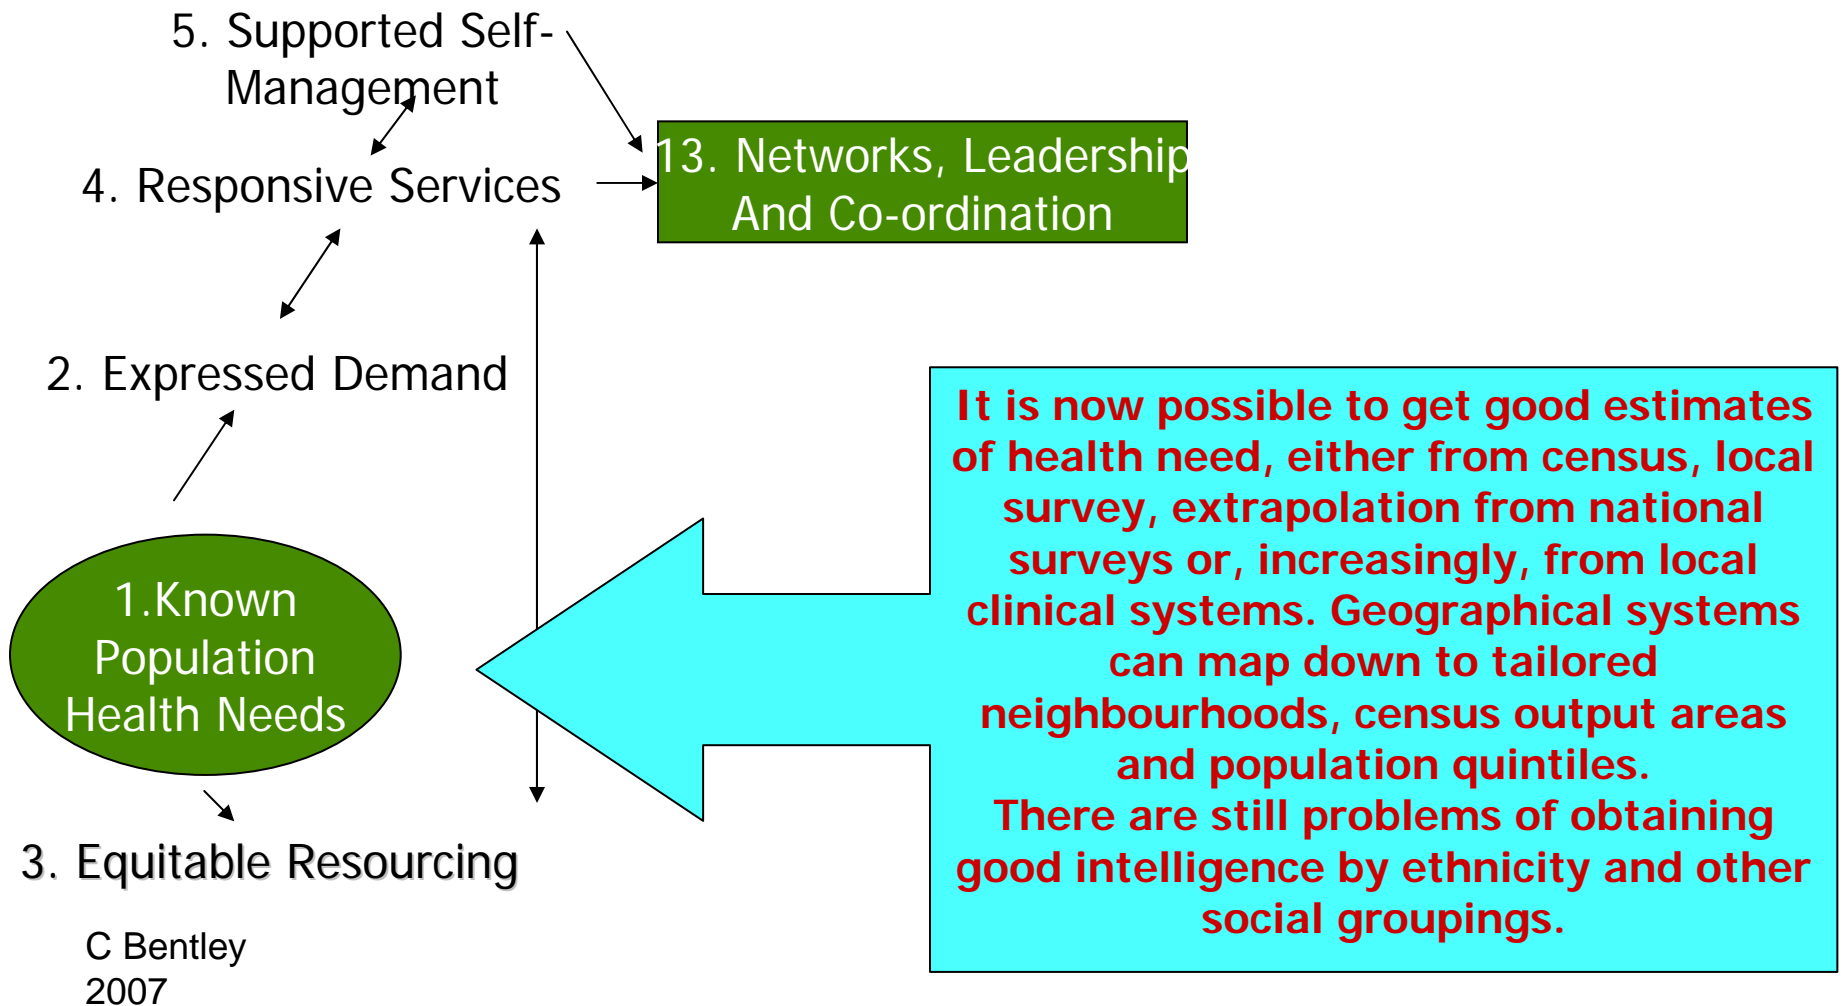 5. Supported Self-
Management
4. Responsive Services
13. Networks, Leadership
And Co-ordination
2. Expressed Demand
1.Known
Population
Health Needs
3. Equitable Resourcing
It is now possible to get good estimates
of health need, either from census, local
survey, extrapolation from national
surveys or, increasingly, from local
clinical systems. Geographical systems
can map down to tailored
neighbourhoods, census output areas
and population quintiles.
There are still problems of obtaining
good intelligence by ethnicity and other
social groupings.
C Bentley
2007